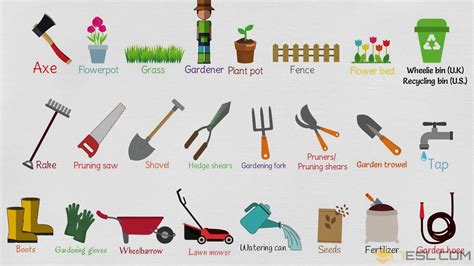 Axe
Flowerpot
Grass
Gardener
Plant pot
Fence
Flower bed
Wheelie bin (U.K)
Recycling bin (U.S.)
Rake
Pruning saw
Shovel
Hedge shears
Gardening fork
Pruners/
Pruning shears
Garden trowel
Tap
Boots
Gardening gloves
Wheelbarrow
Lawn mower
Watering can
Seeds
Seeds
Fertilizer
Garden hose
ESL.COM